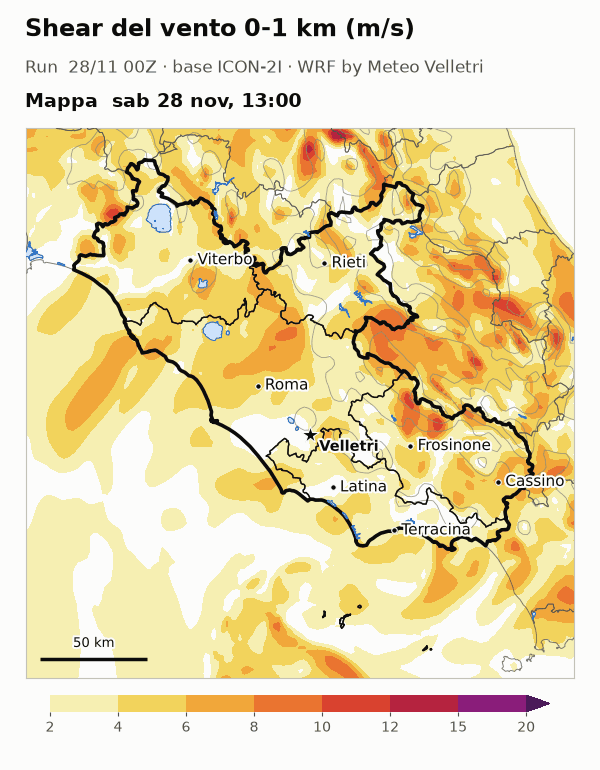 Shear del vento 0-1 km (m/s)
Run  28/11 00Z · base ICON-2I · WRF by Meteo Velletri
Mappa  sab 28 nov, 13:00
Viterbo
Rieti
Roma
Velletri
Frosinone
Latina
Cassino
Terracina
50 km
2 4 6 8 10 12 15 20